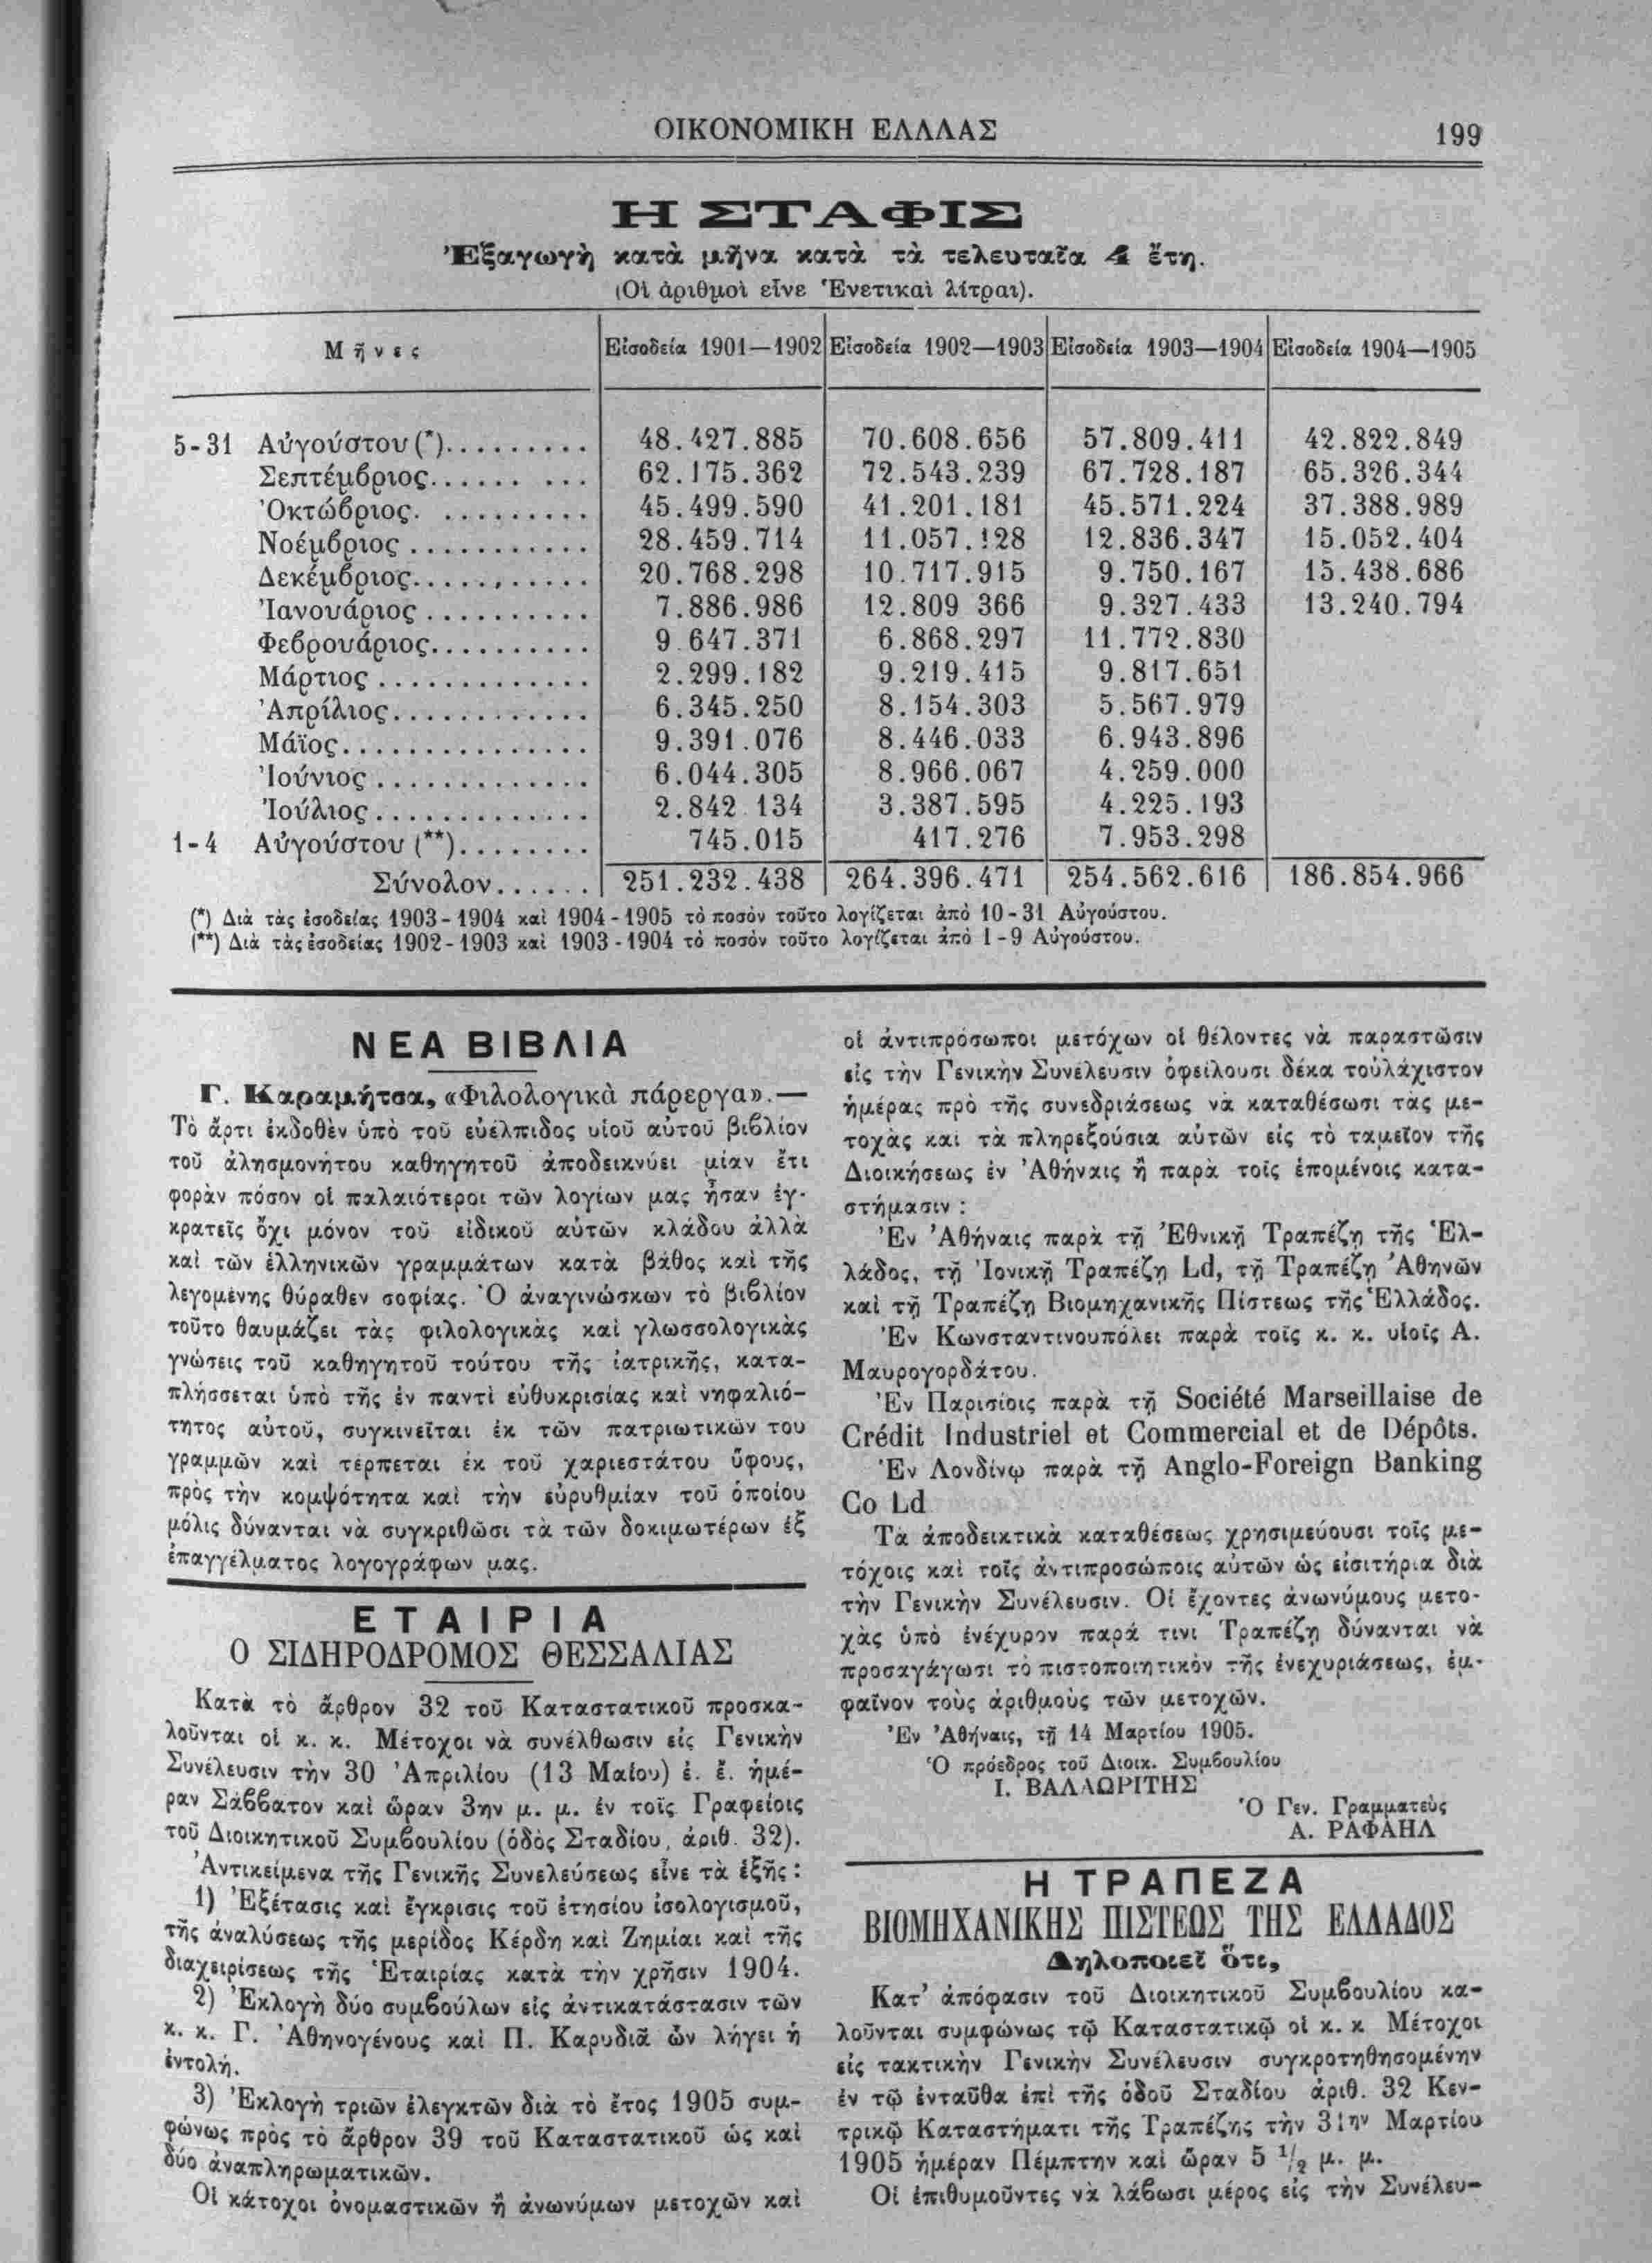 ΟΙΚΟΝΟΜΙΚΗ ΕΛΛΑΣ 199
Η ΣΤΑΦΙΣ
Ἐξαγωγὴ κατὰ μῆνα κατὰ τὰ τελευταῖα 4 ἔτη.
(Οἱ ἀριθμοὶ εἶνε Ἐνετικαὶ λίτραι).
Μῆνες Εἰσοδεία 1901—1902 Εἰσοδεία 1902—1903 Εἰσοδεία 1903—1904 Εἰσοδεία 1904—1905
5-31 Αὐγούστου (*)......... 48.427.885 70.608.656 57.809.411 42.822.849
Σεπτέμβριος...... ... 62.175.362 72.543.239 67.728.187 65.326.344
Ὀκτώβριος. ......... 45.499.590 41.201.181 45.571.224 37.388.989
Νοέμβριος ........... 28.459.714 11.057.128 12.836.347 15.052.404
Δεκέμβριος........... 20.768.298 10.717.915 9.750.167 15.438.686
Ἰανουάριος .......... 7.886.986 12.809 366 9.327.433 13.240.794
Φεβρουάριος.......... 9 647.371 6.868.297 11.772.830
Μάρτιος ............. 2.299.182 9.219.415 9.817.651
Ἀπρίλιος............ 6.345.250 8.154.303 5.567.979
Μάϊος............... 9.391.076 8.446.033 6.943.896
Ἰούνιος ............. 6.044.305 8.966.067 4.259.000
Ἰούλιος ............. 2.842 134 3.387.595 4.225.193
1-4 Αὐγούστου (**)........ 745.015 417.276 7.953.298
Σύνολον...... 251.232.438 264.396.471 254.562.616 186.854.966
(*) Διὰ τὰς ἐσοδείας 1903-1904 καὶ 1904-1905 τὸ ποσὸν τοῦτο λογίζεται ἀπὸ 10-31 Αὐγούστου.
(**) Διὰ τὰς ἐσοδείας 1902-1903 καὶ 1903-1904 τὸ ποσὸν τοῦτο λογίζεται ἀπὸ 1-9 Αὐγούστου.
ΝΕΑ ΒΙΒΛΙΑ
Γ. Καραμήτσα, «Φιλολογικὰ πάρεργα».—
Τὸ ἄρτι ἐκδοθὲν ὑπὸ τοῦ εὐέλπιδος υἱοῦ αὐτοῦ βιβλίον
τοῦ ἀλησμονήτου καθηγητοῦ ἀποδεικνύει μίαν ἔτι
φορὰν πόσον οἱ παλαιότεροι τῶν λογίων μας ἦσαν ἐγ-
κρατεῖς ὄχι μόνον τοῦ εἰδικοῦ αὐτῶν κλάδου ἀλλὰ
καὶ τῶν ἑλληνικῶν γραμμάτων κατὰ βάθος καὶ τῆς
λεγομένης θύραθεν σοφίας. Ὁ ἀναγινώσκων τὸ βιβλίον
τοῦτο θαυμάζει τὰς φιλολογικὰς καὶ γλωσσολογικὰς
γνώσεις τοῦ καθηγητοῦ τούτου τῆς ἰατρικῆς, κατα-
πλήσσεται ὑπὸ τῆς ἐν παντὶ εὐθυκρισίας καὶ νηφαλιό-
τητος αὐτοῦ, συγκινεῖται ἐκ τῶν πατριωτικῶν του
γραμμῶν καὶ τέρπεται ἐκ τοῦ χαριεστάτου ὕφους,
πρὸς τὴν κομψότητα καὶ τὴν εὐρυθμίαν τοῦ ὁποίου
μόλις δύνανται νὰ συγκριθῶσι τὰ τῶν δοκιμωτέρων ἐξ
ἐπαγγέλματος λογογράφων μας.
ΕΤΑΙΡΙΑ
Ο ΣΙΔΗΡΟΔΡΟΜΟΣ ΘΕΣΣΑΛΙΑΣ
Κατὰ τὸ ἄρθρον 32 τοῦ Καταστατικοῦ προσκα-
λοῦνται οἱ κ. κ. Μέτοχοι νὰ συνέλθωσιν εἰς Γενικὴν
Συνέλευσιν τὴν 30 Ἀπριλίου (13 Μαΐου) ἐ. ἔ. ἡμέ-
ραν Σάββατον καὶ ὥραν 3ην μ. μ. ἐν τοῖς Γραφείοις
τοῦ Διοικητικοῦ Συμβουλίου (ὁδὸς Σταδίου, ἀριθ. 32).
Ἀντικείμενα τῆς Γενικῆς Συνελεύσεως εἶνε τὰ ἑξῆς:
1) Ἐξέτασις καὶ ἔγκρισις τοῦ ἐτησίου ἰσολογισμοῦ,
τῆς ἀναλύσεως τῆς μερίδος Κέρδη καὶ Ζημίαι καὶ τῆς
διαχειρίσεως τῆς Ἑταιρίας κατὰ τὴν χρῆσιν 1904.
2) Ἐκλογὴ δύο συμβούλων εἰς ἀντικατάστασιν τῶν
κ. κ. Γ. Ἀθηνογένους καὶ Π. Καρυδιᾶ ὧν λήγει ἡ
ἐντολή.
3) Ἐκλογὴ τριῶν ἐλεγκτῶν διὰ τὸ ἔτος 1905 συμ-
φώνως πρὸς τὸ ἄρθρον 39 τοῦ Καταστατικοῦ ὡς καὶ
δύο ἀναπληρωματικῶν.
Οἱ κάτοχοι ὀνομαστικῶν ἢ ἀνωνύμων μετοχῶν καὶ
οἱ ἀντιπρόσωποι μετόχων οἱ θέλοντες νὰ παραστῶσιν
εἰς τὴν Γενικὴν Συνέλευσιν ὀφείλουσι δέκα τοὐλάχιστον
ἡμέρας πρὸ τῆς συνεδριάσεως νὰ καταθέσωσι τὰς με-
τοχὰς καὶ τὰ πληρεξούσια αὐτῶν εἰς τὸ ταμεῖον τῆς
Διοικήσεως ἐν Ἀθήναις ἢ παρὰ τοῖς ἑπομένοις κατα-
στήμασιν :
Ἐν Ἀθήναις παρὰ τῇ Ἐθνικῇ Τραπέζῃ τῆς Ἑλ-
λάδος, τῇ Ἰονικῇ Τραπέζῃ Ld, τῇ Τραπέζῃ Ἀθηνῶν
καὶ τῇ Τραπέζῃ Βιομηχανικῆς Πίστεως τῆς Ἑλλάδος.
Ἐν Κωνσταντινουπόλει παρὰ τοῖς κ. κ. υἱοῖς Α.
Μαυρογορδάτου.
Ἐν Παρισίοις παρὰ τῇ Société Marseillaise de
Crédit Industriel et Commercial et de Dépôts.
Ἐν Λονδίνῳ παρὰ τῇ Anglo-Foreign Banking
Co Ld
Τὰ ἀποδεικτικὰ καταθέσεως χρησιμεύουσι τοῖς με-
τόχοις καὶ τοῖς ἀντιπροσώποις αὐτῶν ὡς εἰσιτήρια διὰ
τὴν Γενικὴν Συνέλευσιν. Οἱ ἔχοντες ἀνωνύμους μετο-
χὰς ὑπὸ ἐνέχυρον παρά τινι Τραπέζῃ δύνανται νὰ
προσαγάγωσι τὸ πιστοποιητικὸν τῆς ἐνεχυριάσεως, ἐμ-
φαῖνον τοὺς ἀριθμοὺς τῶν μετοχῶν.
Ἐν Ἀθήναις, τῇ 14 Μαρτίου 1905.
Ὁ πρόεδρος τοῦ Διοικ. Συμβουλίου
Ι. ΒΑΛΑΩΡΙΤΗΣ
Ὁ Γεν. Γραμματεὺς
Α. ΡΑΦΑΗΛ
Η ΤΡΑΠΕΖΑ
ΒΙΟΜΗΧΑΝΙΚΗΣ ΠΙΣΤΕΩΣ ΤΗΣ ΕΛΛΑΔΟΣ
Δηλοποιεῖ ὅτι,
Κατ' ἀπόφασιν τοῦ Διοικητικοῦ Συμβουλίου κα-
λοῦνται συμφώνως τῷ Καταστατικῷ οἱ κ. κ Μέτοχοι
εἰς τακτικὴν Γενικὴν Συνέλευσιν συγκροτηθησομένην
ἐν τῷ ἐνταῦθα ἐπὶ τῆς ὁδοῦ Σταδίου ἀριθ. 32 Κεν-
τρικῷ Καταστήματι τῆς Τραπέζης τὴν 31ην Μαρτίου
1905 ἡμέραν Πέμπτην καὶ ὥραν 5 1/2 μ. μ.
Οἱ ἐπιθυμοῦντες νὰ λάβωσι μέρος εἰς τὴν Συνέλευ-